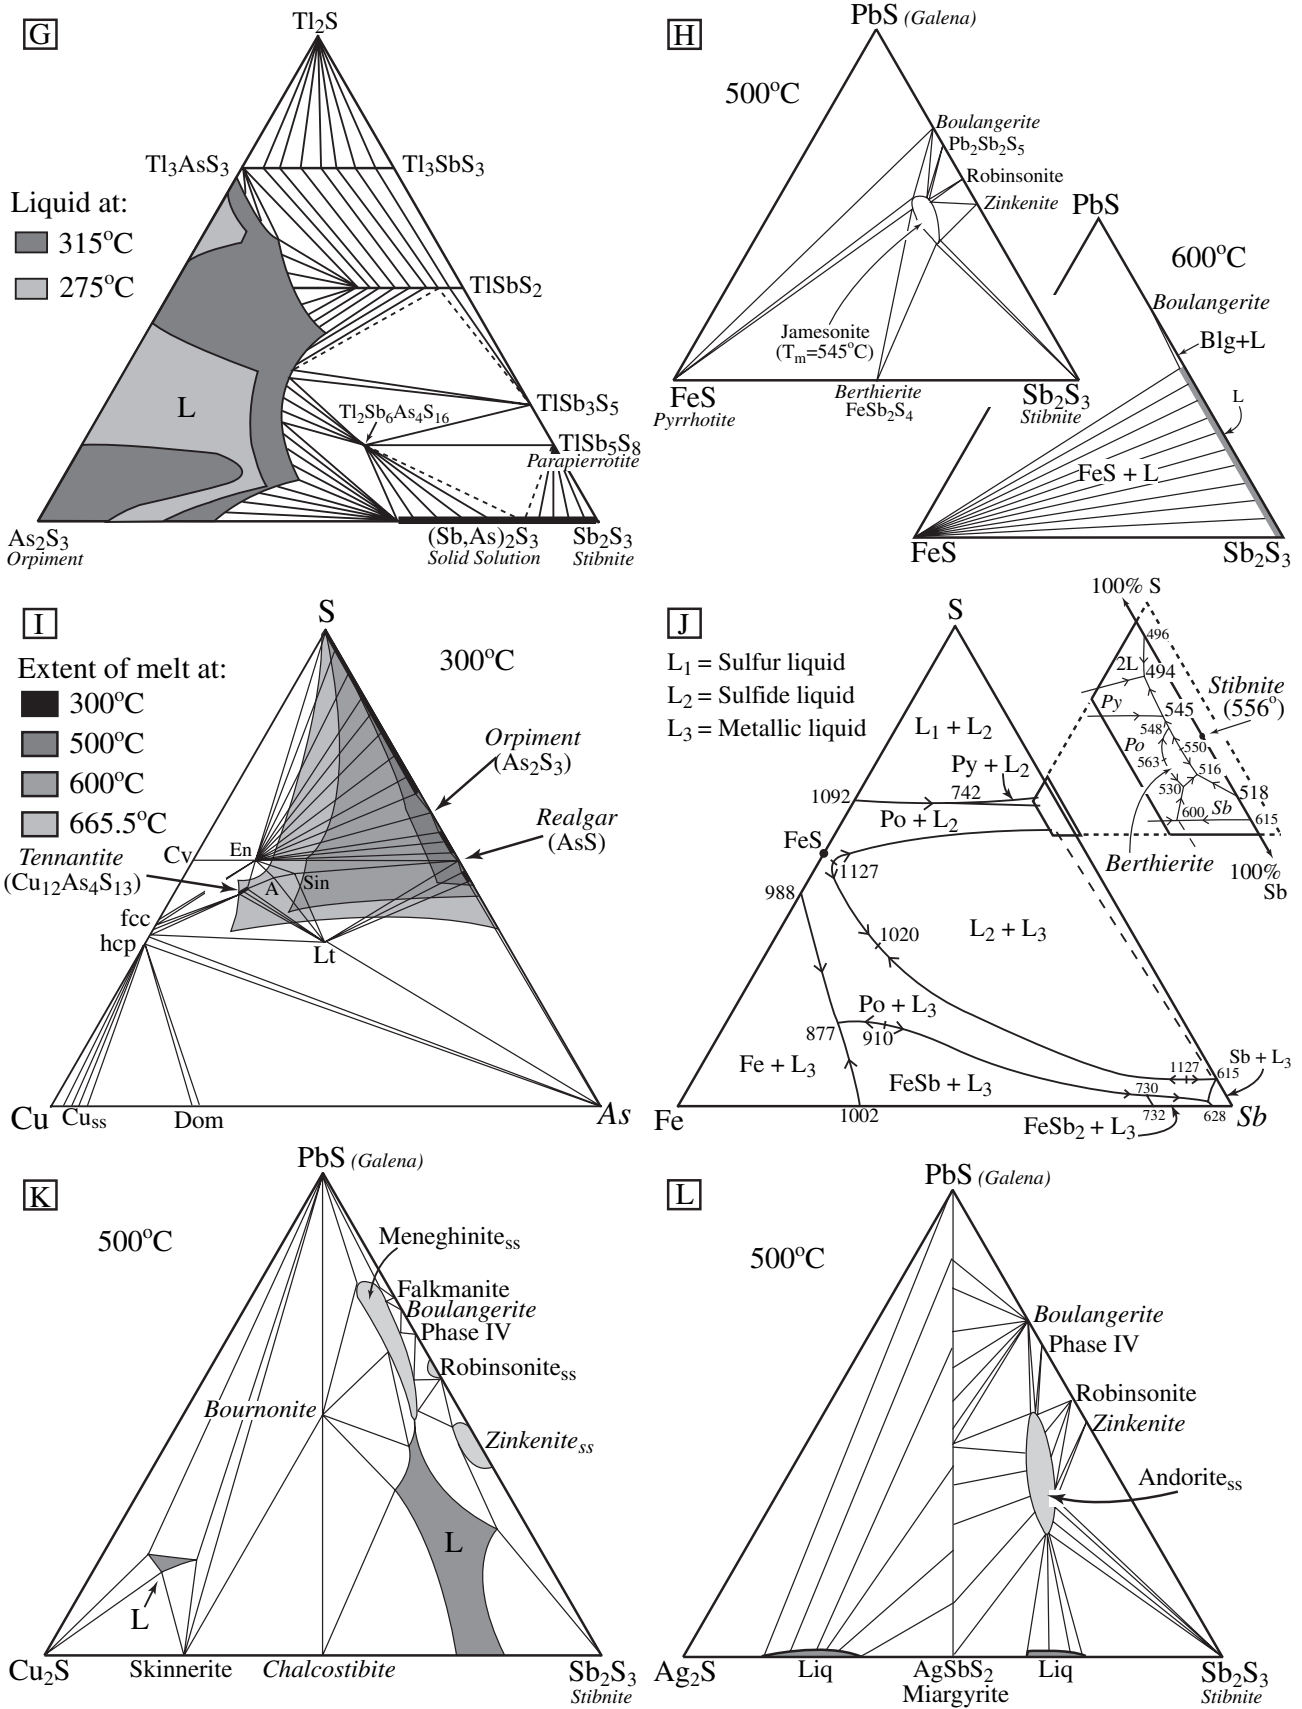 G
Tl2S
Tl3AsS3
Tl3SbS3
Liquid at:
315°C
275°C
TlSbS2
L
Tl2Sb6As4S16
TlSb3S5
TlSb5S8
Parapierrotite
As2S3
Orpiment
(Sb,As)2S3
Solid Solution
Sb2S3
Stibnite
H
PbS (Galena)
500°C
Boulangerite
Pb2Sb2S5
Robinsonite
Zinkenite
Jamesonite
(Tm=545°C)
FeS
Pyrrhotite
Berthierite
FeSb2S4
Sb2S3
Stibnite
PbS
600°C
Boulangerite
Blg+L
L
FeS + L
FeS
Sb2S3
I
S
300°C
Extent of melt at:
300°C
500°C
600°C
665.5°C
Orpiment
(As2S3)
Realgar
(AsS)
Tennantite
(Cu12As4S13)
Cv
En
A
Sin
fcc
hcp
Lt
Cu
Cuss
Dom
As
J
S
L1 = Sulfur liquid
L2 = Sulfide liquid
L3 = Metallic liquid
L1 + L2
Py + L2
1092
742
Po + L2
FeS
1127
988
1020
L2 + L3
Po + L3
877
910
Fe + L3
FeSb + L3
1127
615
Sb + L3
730
732
628
Fe
1002
FeSb2 + L3
Sb
100% S
496
2L
494
Stibnite
(556°)
Py
545
548
Po
550
563
516
530
518
600
Sb
615
Berthierite
100%
Sb
K
PbS (Galena)
500°C
Meneghinitess
Falkmanite
Boulangerite
Phase IV
Robinsonitess
Bournonite
Zinkenitess
L
L
Cu2S
Skinnerite
Chalcostibite
Sb2S3
Stibnite
L
PbS (Galena)
500°C
Boulangerite
Phase IV
Robinsonite
Zinkenite
Andoritess
Ag2S
Liq
AgSbS2
Miargyrite
Liq
Sb2S3
Stibnite